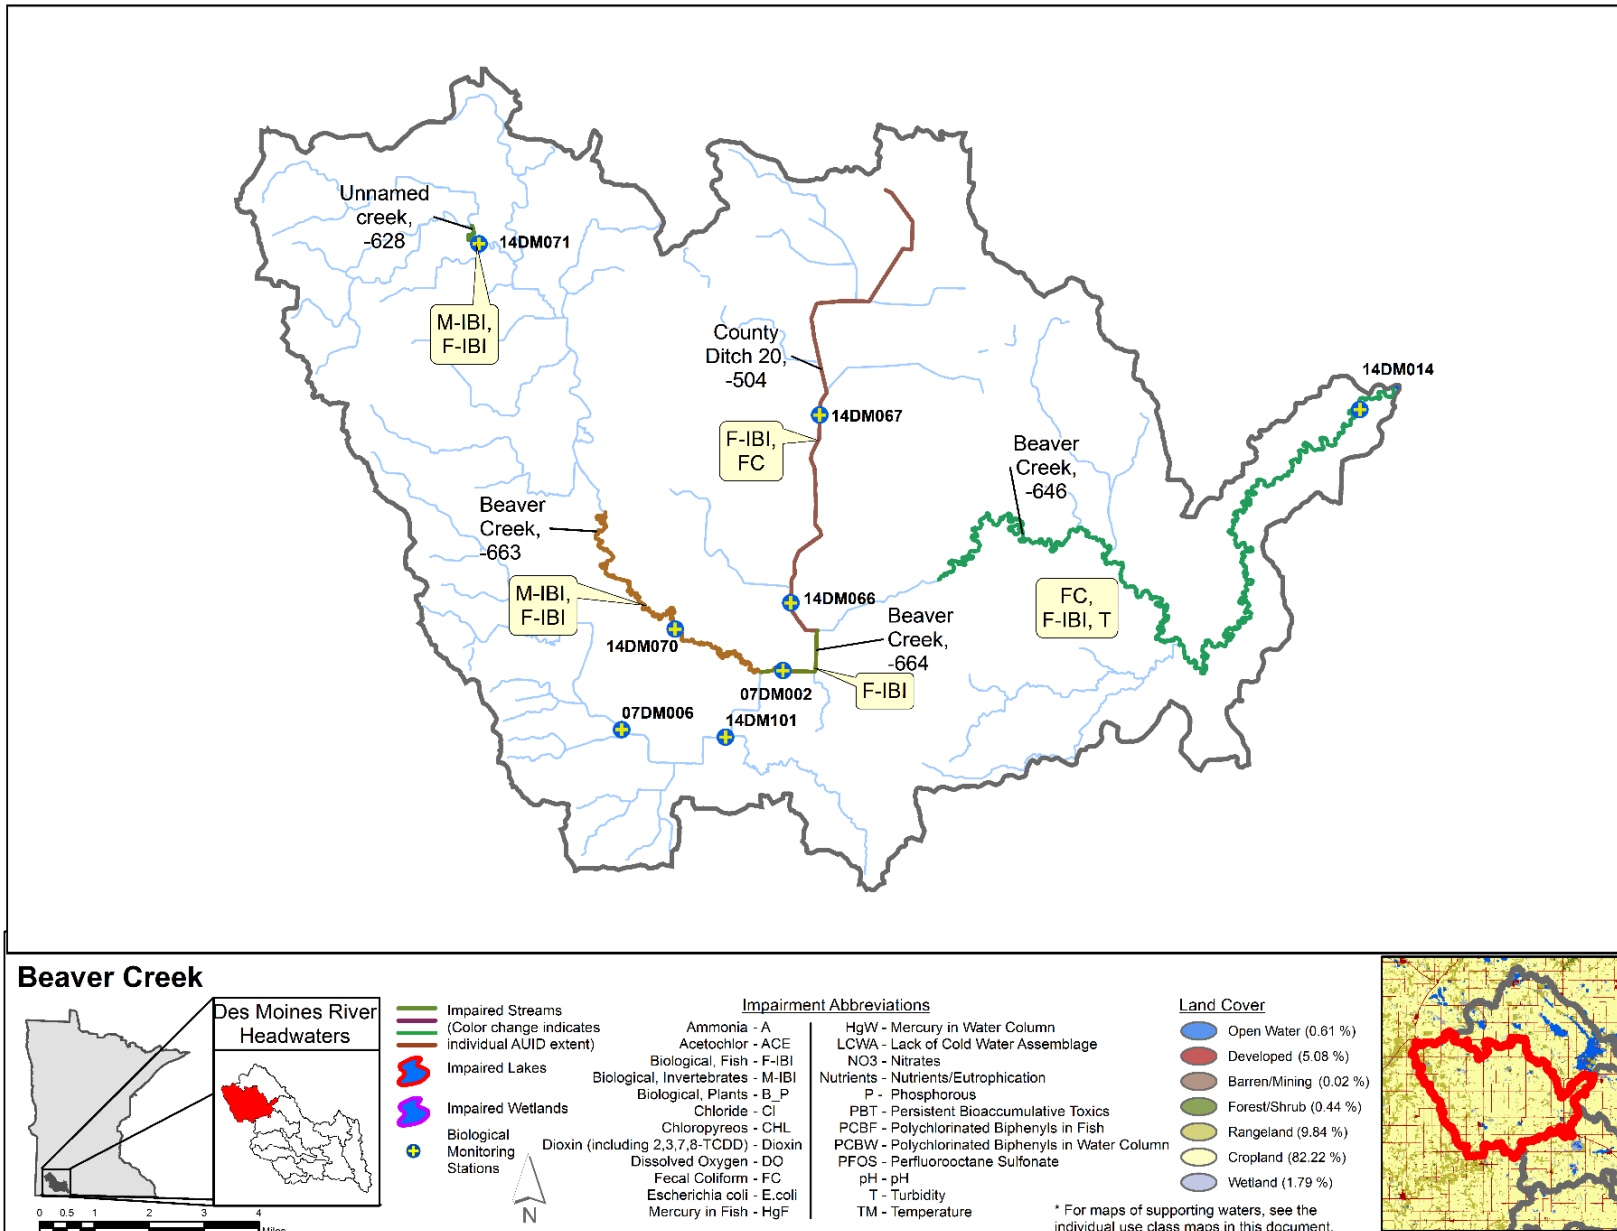 Unnamed
creek,
-628
14DM071
M-IBI,
F-IBI
County
Ditch 20,
-504
14DM067
F-IBI,
FC
14DM014
Beaver
Creek,
-646
Beaver
Creek,
-663
M-IBI,
F-IBI
14DM066
FC,
F-IBI, T
14DM070
Beaver
Creek,
-664
07DM002
F-IBI
07DM006
14DM101
Beaver Creek
Des Moines River
Headwaters
0 0.5 1 2 3 4
Miles
N
Impaired Streams
(Color change indicates
individual AUID extent)
Impaired Lakes
Impaired Wetlands
Biological
Monitoring
Stations
Impairment Abbreviations
Ammonia - A
Acetochlor - ACE
Biological, Fish - F-IBI
Biological, Invertebrates - M-IBI
Biological, Plants - B_P
Chloride - Cl
Chloropyreos - CHL
Dioxin (including 2,3,7,8-TCDD) - Dioxin
Dissolved Oxygen - DO
Fecal Coliform - FC
Escherichia coli - E.coli
Mercury in Fish - HgF
HgW - Mercury in Water Column
LCWA - Lack of Cold Water Assemblage
NO3 - Nitrates
Nutrients - Nutrients/Eutrophication
P - Phosphorous
PBT - Persistent Bioaccumulative Toxics
PCBF - Polychlorinated Biphenyls in Fish
PCBW - Polychlorinated Biphenyls in Water Column
PFOS - Perfluorooctane Sulfonate
pH - pH
T - Turbidity
TM - Temperature
Land Cover
Open Water (0.61 %)
Developed (5.08 %)
Barren/Mining (0.02 %)
Forest/Shrub (0.44 %)
Rangeland (9.84 %)
Cropland (82.22 %)
Wetland (1.79 %)
* For maps of supporting waters, see the
individual use class maps in this document.